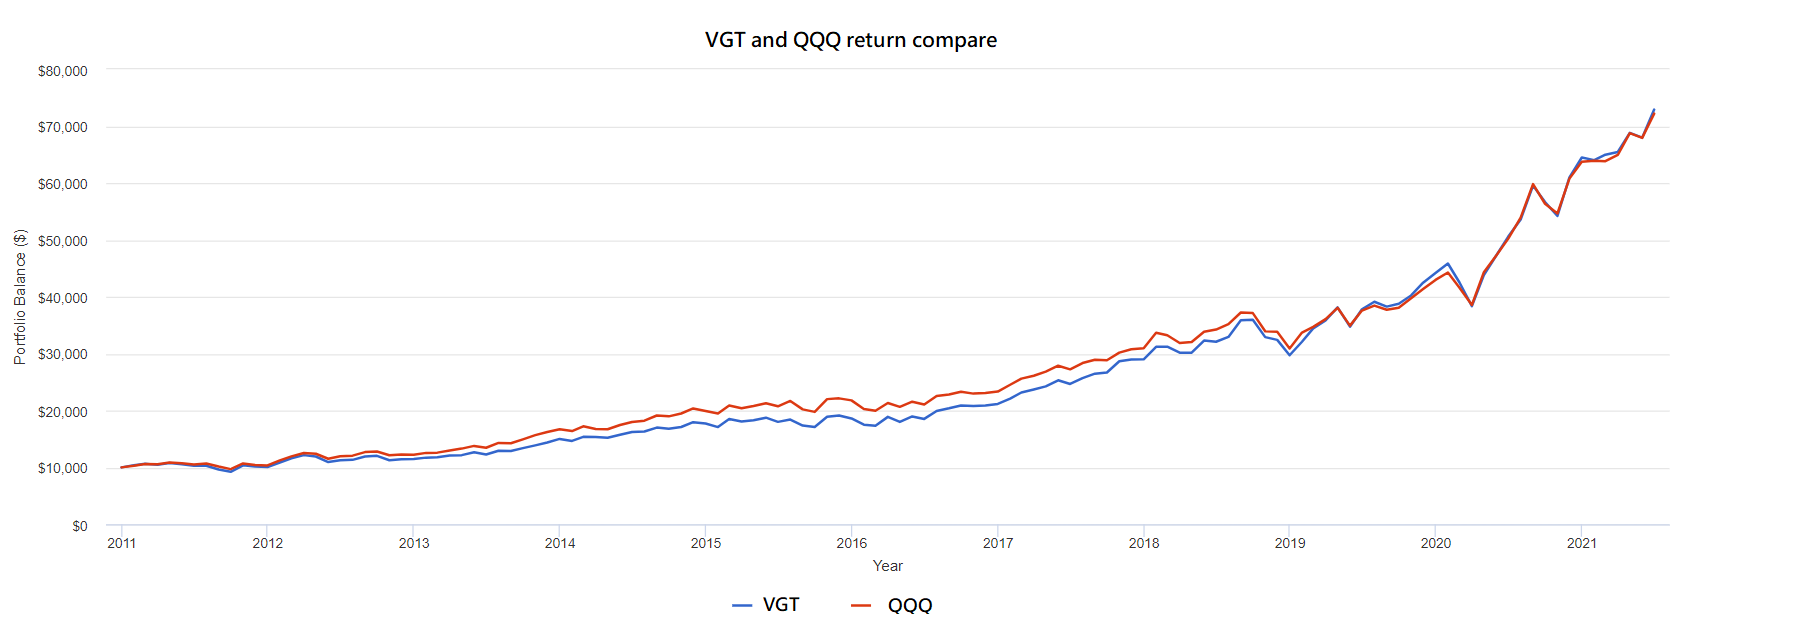 VGT and QQQ return compare
$80,000
$70,000
$60,000
$50,000
$40,000
$30,000
$20,000
$10,000
$0
Portfolio Balance ($)
2011 2012 2013 2014 2015 2016 2017 2018 2019 2020 2021
Year
VGT QQQ